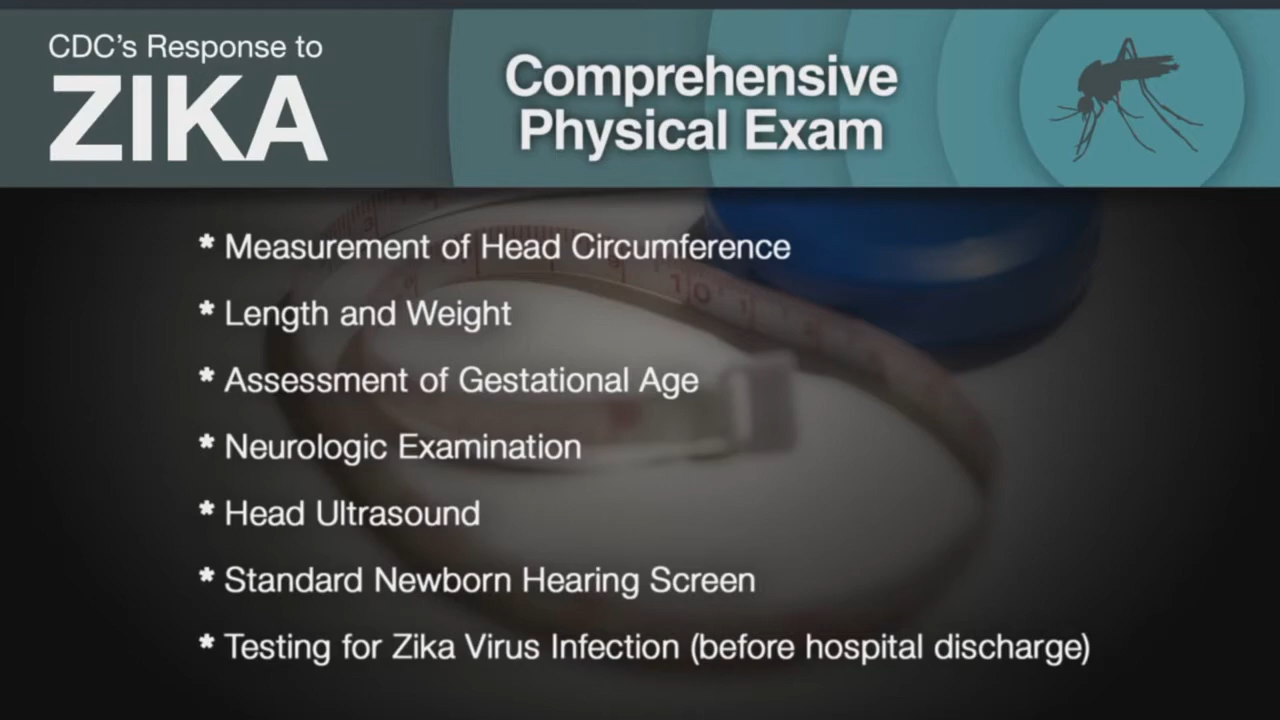 CDC's Response to
ZIKA
Comprehensive
Physical Exam
* Measurement of Head Circumference
* Length and Weight
* Assessment of Gestational Age
* Neurologic Examination
* Head Ultrasound
* Standard Newborn Hearing Screen
* Testing for Zika Virus Infection (before hospital discharge)